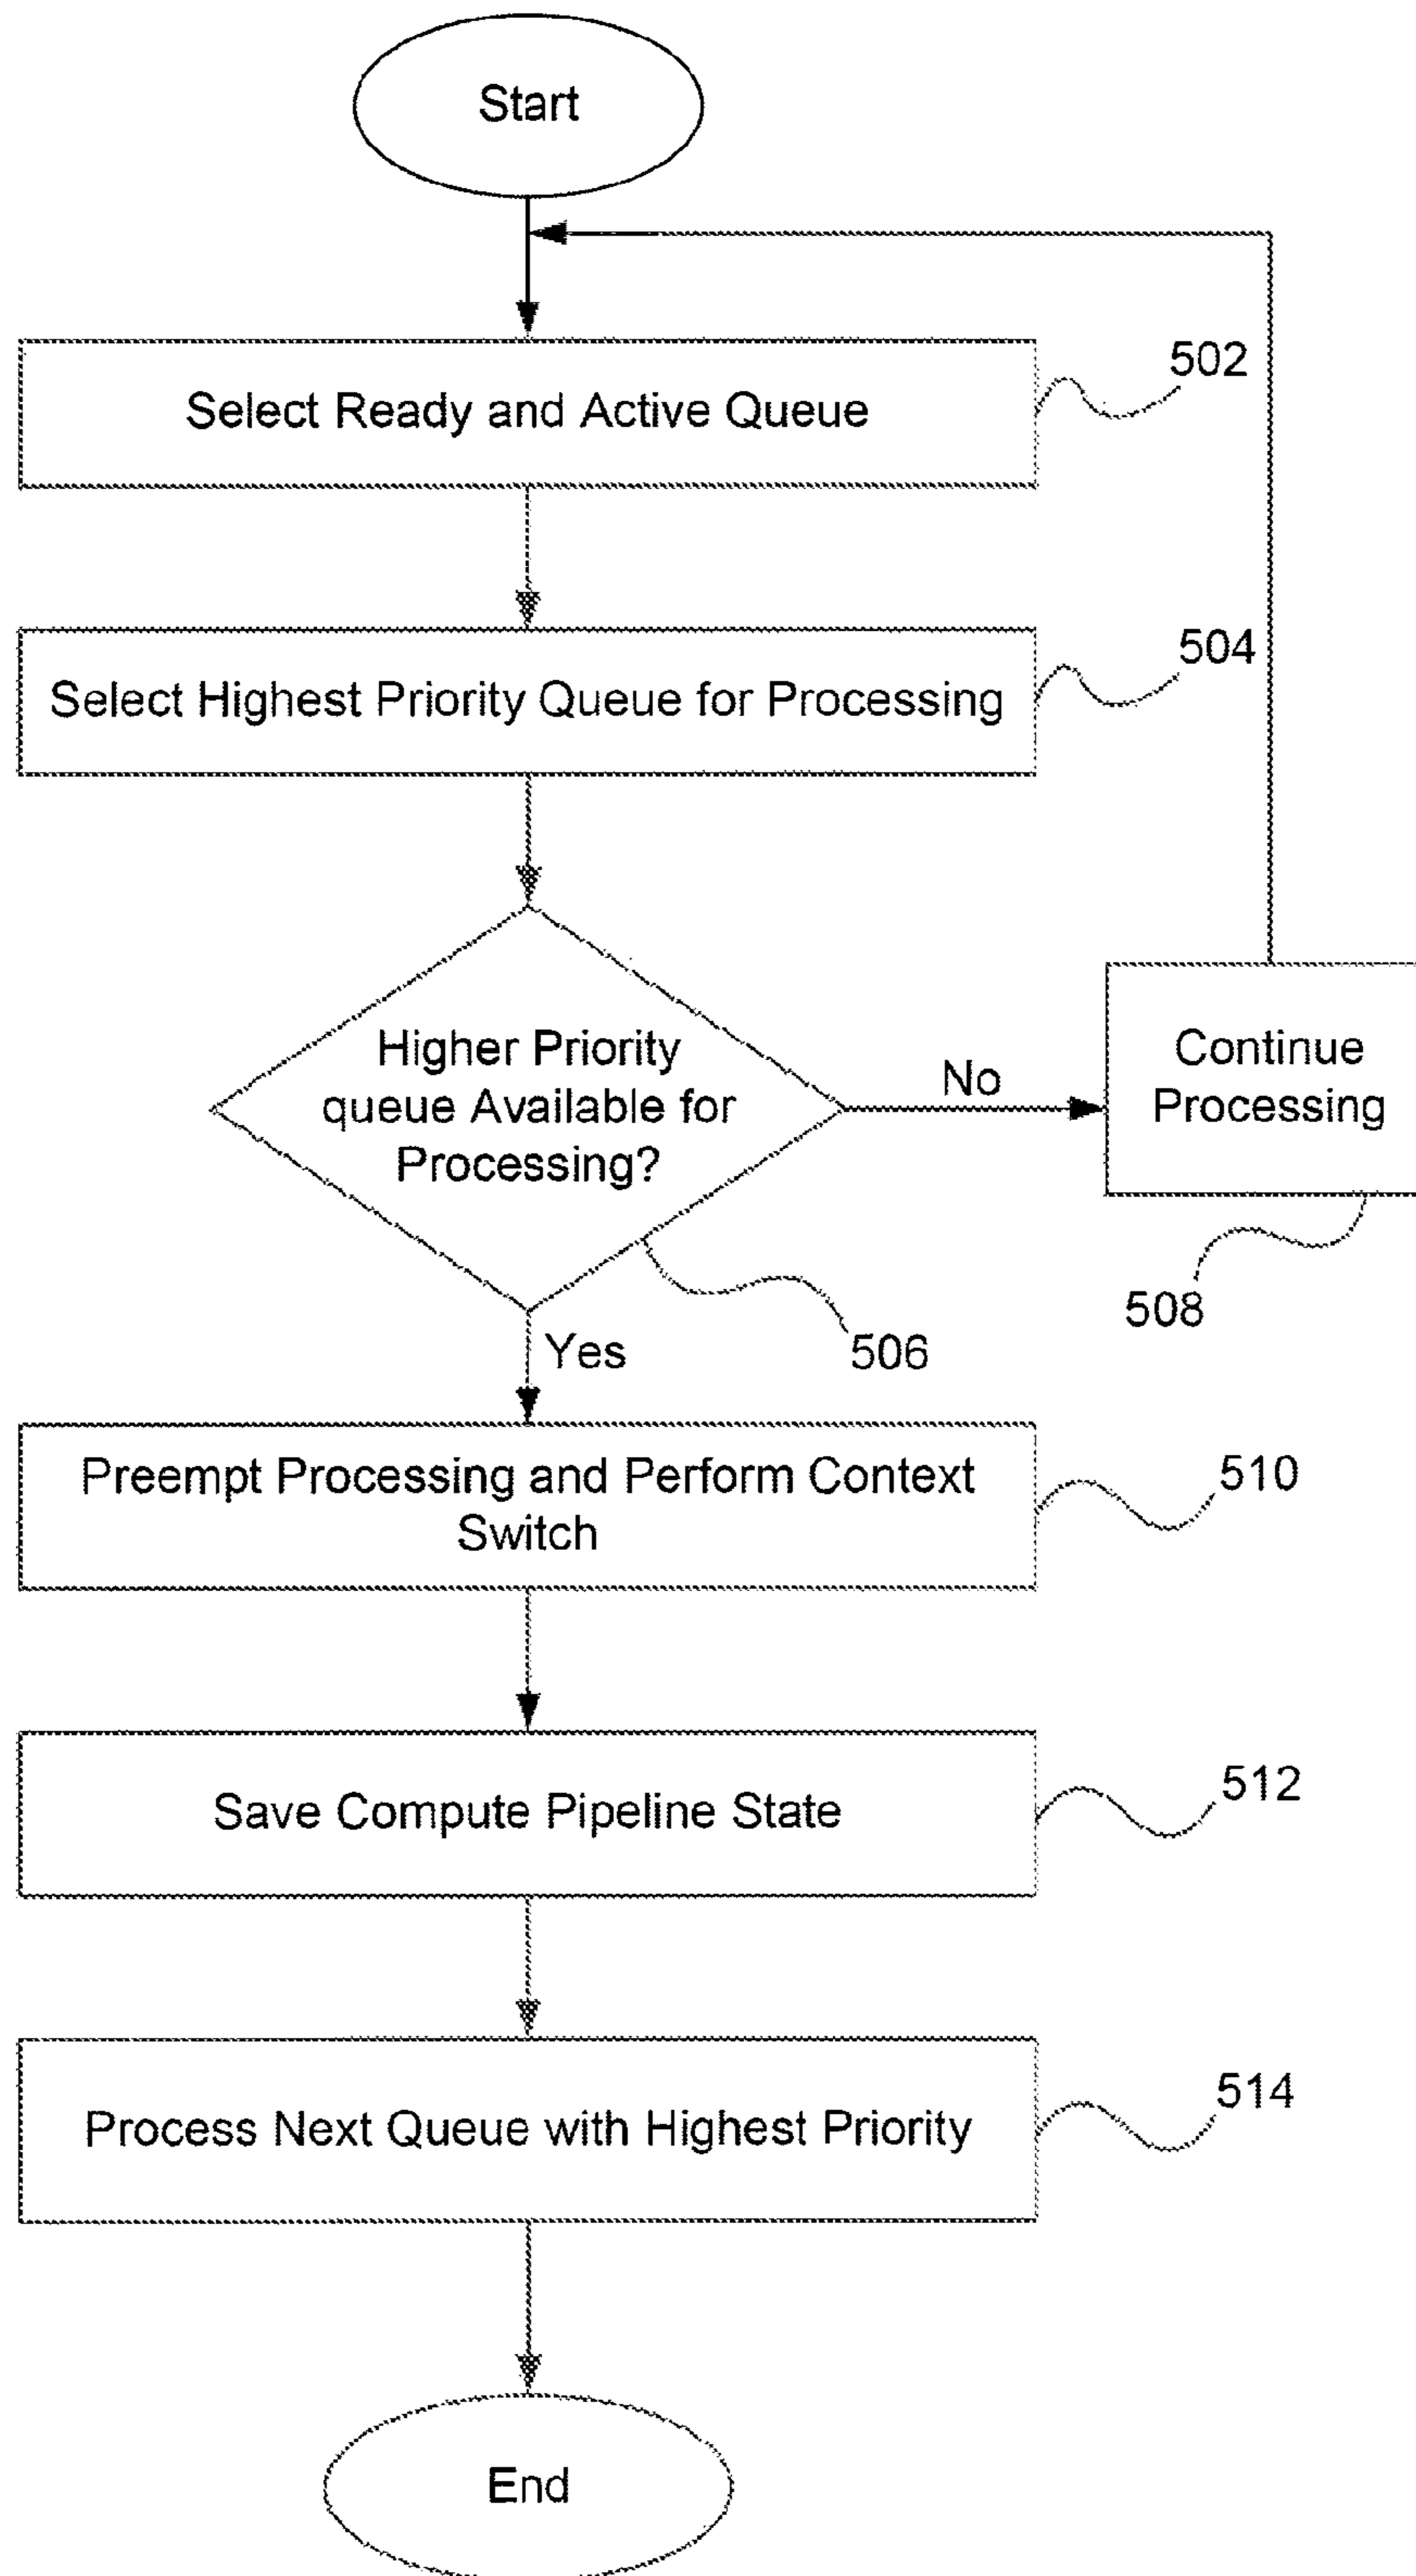 Start
Select Ready and Active Queue
502
Select Highest Priority Queue for Processing
504
Higher Priority
queue Available for
Processing?
No
Continue
Processing
508
506
Yes
Preempt Processing and Perform Context
Switch
510
Save Compute Pipeline State
512
Process Next Queue with Highest Priority
514
End